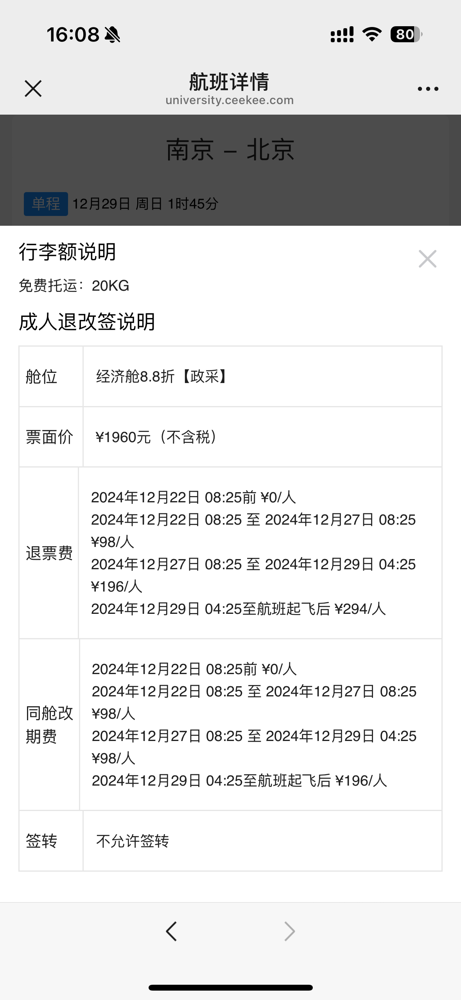 16:08
80
航班详情
university.ceekee.com
南京 – 北京
单程 12月29日 周日 1时45分
行李额说明
免费托运：20KG
成人退改签说明
舱位
经济舱8.8折【政采】
票面价
¥1960元（不含税）
退票费
2024年12月22日 08:25前 ¥0/人
2024年12月22日 08:25 至 2024年12月27日 08:25
¥98/人
2024年12月27日 08:25 至 2024年12月29日 04:25
¥196/人
2024年12月29日 04:25至航班起飞后 ¥294/人
同舱改
期费
2024年12月22日 08:25前 ¥0/人
2024年12月22日 08:25 至 2024年12月27日 08:25
¥98/人
2024年12月27日 08:25 至 2024年12月29日 04:25
¥98/人
2024年12月29日 04:25至航班起飞后 ¥196/人
签转
不允许签转